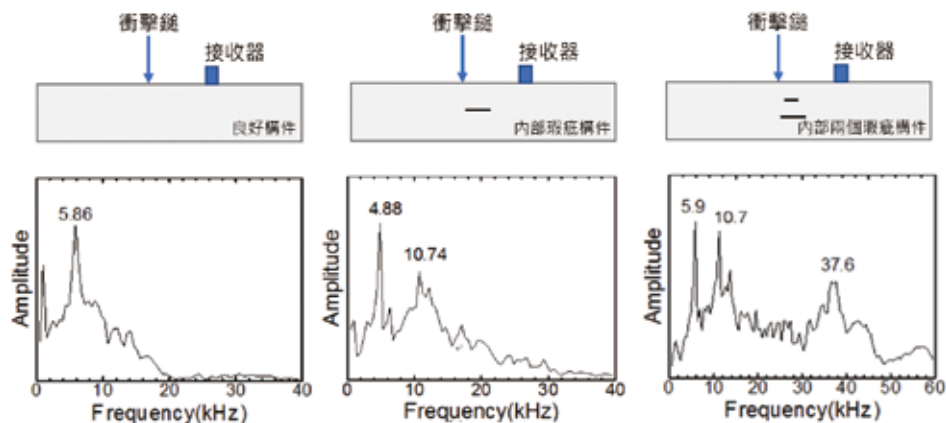 衝擊鎚
接收器
良好構件
5.86
Amplitude
0 10 20 30 40
Frequency(kHz)
衝擊鎚
接收器
內部瑕疵構件
4.88
10.74
Amplitude
0 10 20 30 40
Frequency(kHz)
衝擊鎚
接收器
內部兩個瑕疵構件
5.9
10.7
37.6
Amplitude
0 10 20 30 40 50 60
Frequency(kHz)